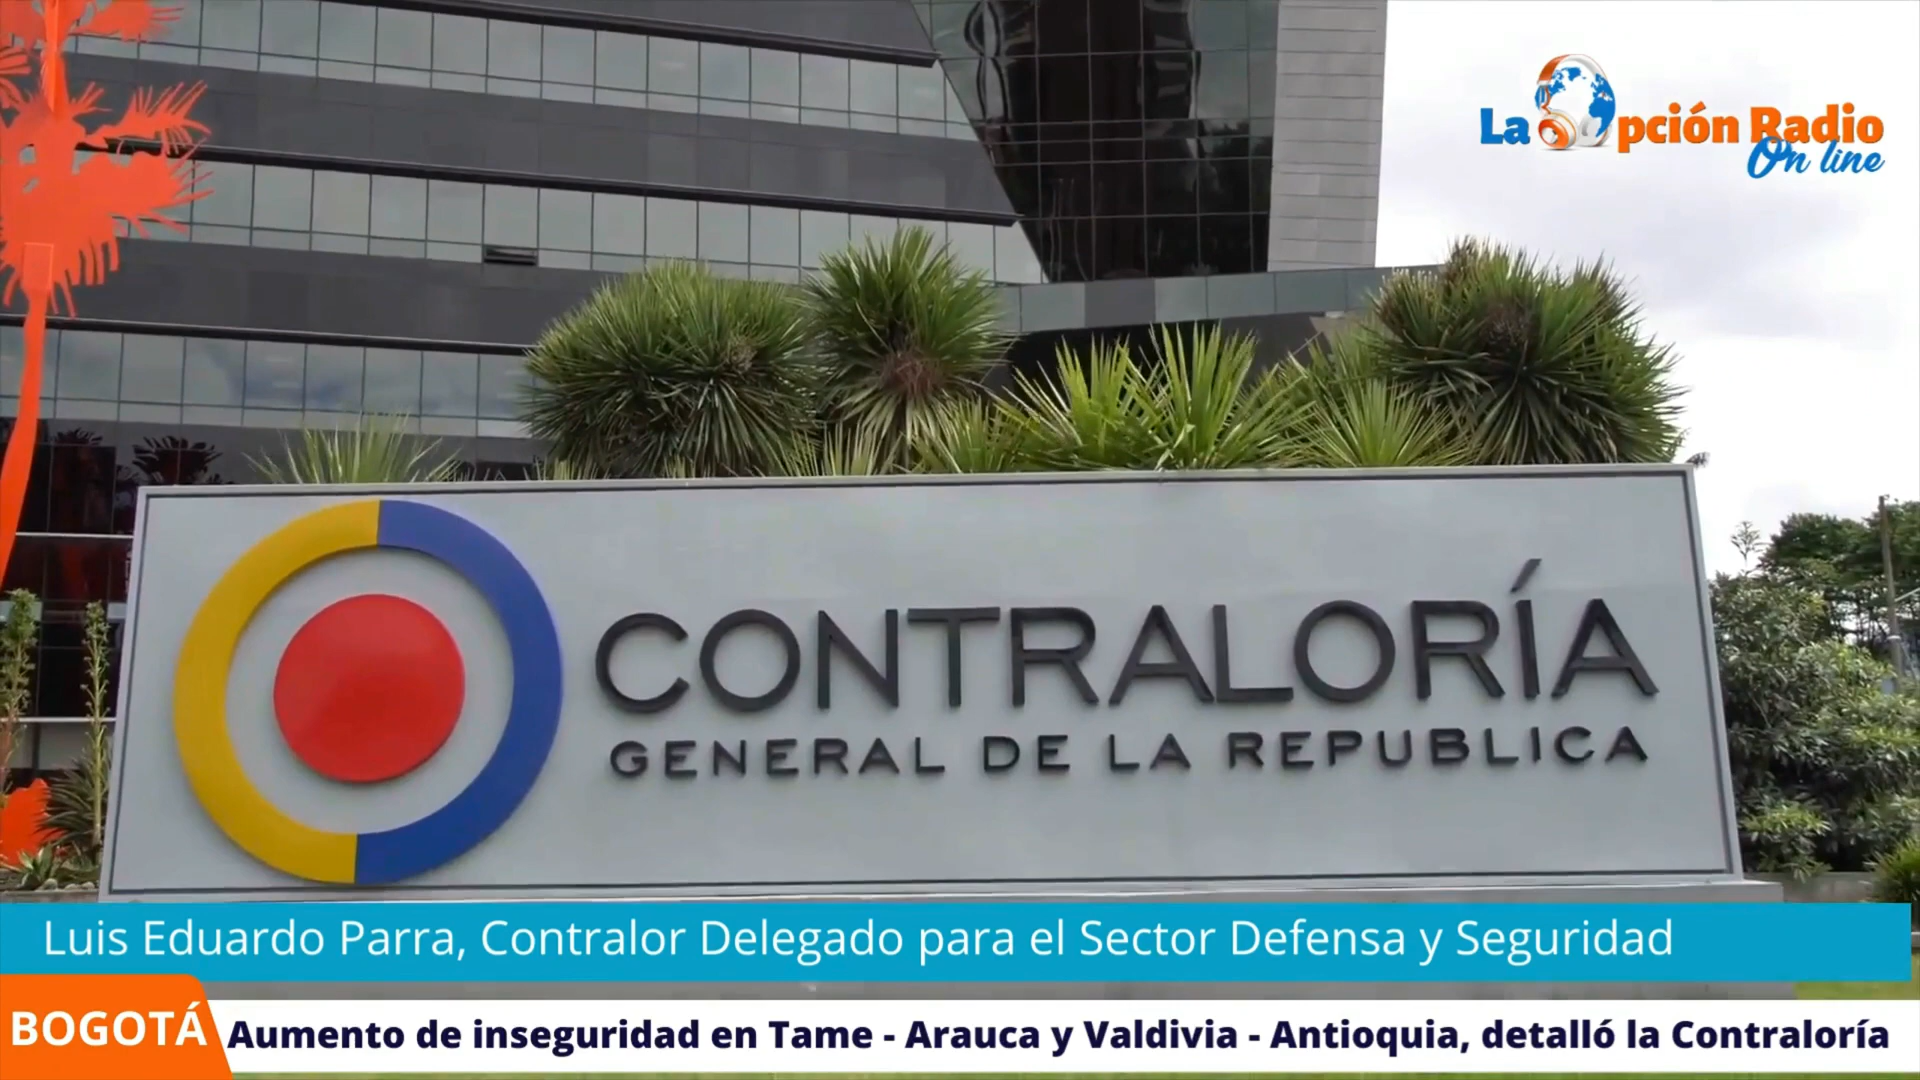 La Opción Radio
On line
CONTRALORÍA
GENERAL DE LA REPUBLICA
Luis Eduardo Parra, Contralor Delegado para el Sector Defensa y Seguridad
BOGOTÁ
Aumento de inseguridad en Tame - Arauca y Valdivia - Antioquia, detalló la Contraloría